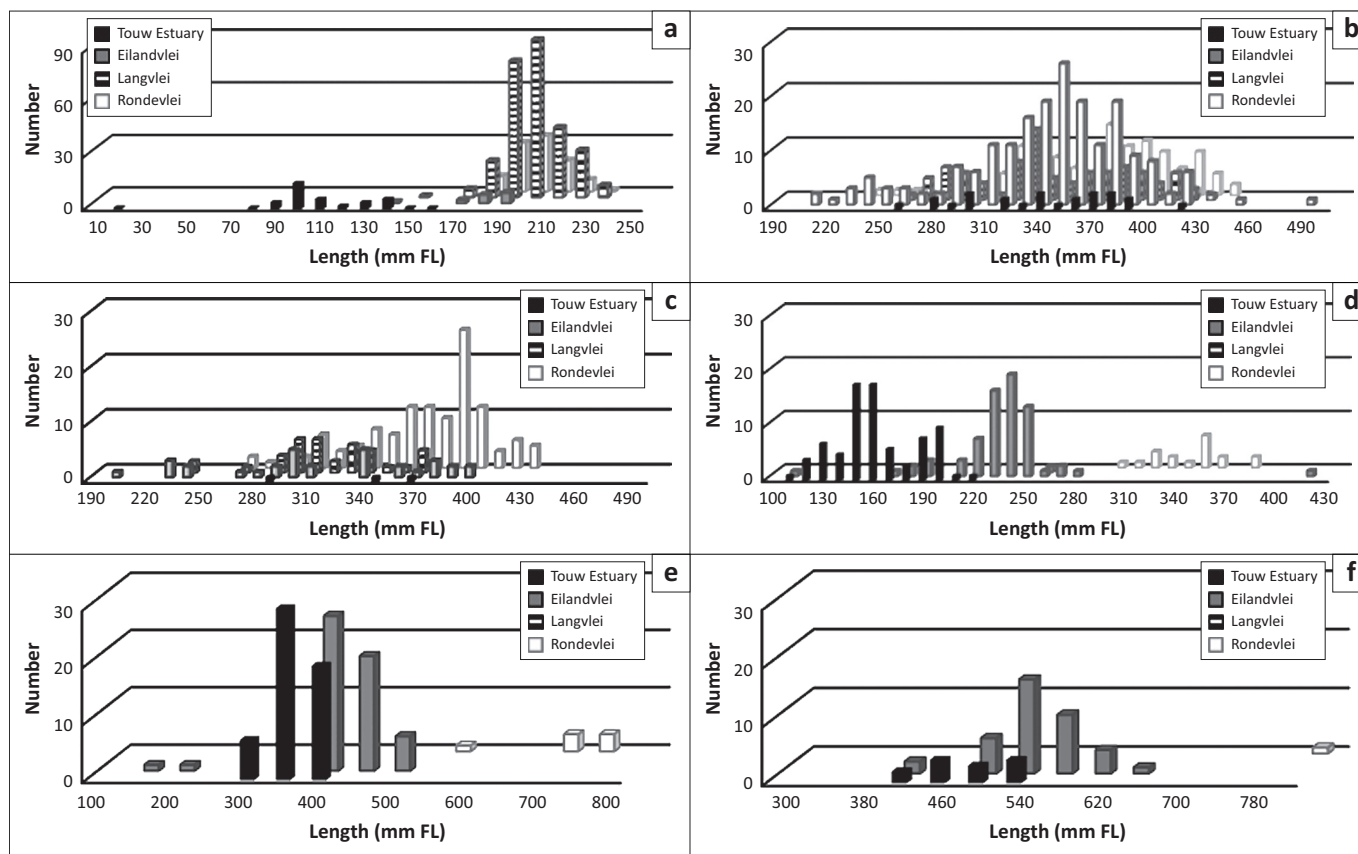 a
Touw Estuary
Eilandvlei
Langvlei
Rondevlei
Number
90
60
30
0
10 30 50 70 90 110 130 150 170 190 210 230 250
Length (mm FL)
b
Touw Estuary
Eilandvlei
Langvlei
Rondevlei
Number
30
20
10
0
190 220 250 280 310 340 370 400 430 460 490
Length (mm FL)
c
Touw Estuary
Eilandvlei
Langvlei
Rondevlei
Number
30
20
10
0
190 220 250 280 310 340 370 400 430 490
Length (mm FL)
d
Touw Estuary
Eilandvlei
Langvlei
Rondevlei
Number
30
20
10
0
100 130 160 190 220 250 280 310 340 370 400 430
Length (mm FL)
e
Touw Estuary
Eilandvlei
Langvlei
Rondevlei
Number
30
20
10
0
100 200 300 400 500 600 700 800
Length (mm FL)
f
Touw Estuary
Eilandvlei
Langvlei
Rondevlei
Number
30
20
10
0
300 380 460 540 620 700 780
Length (mm FL)